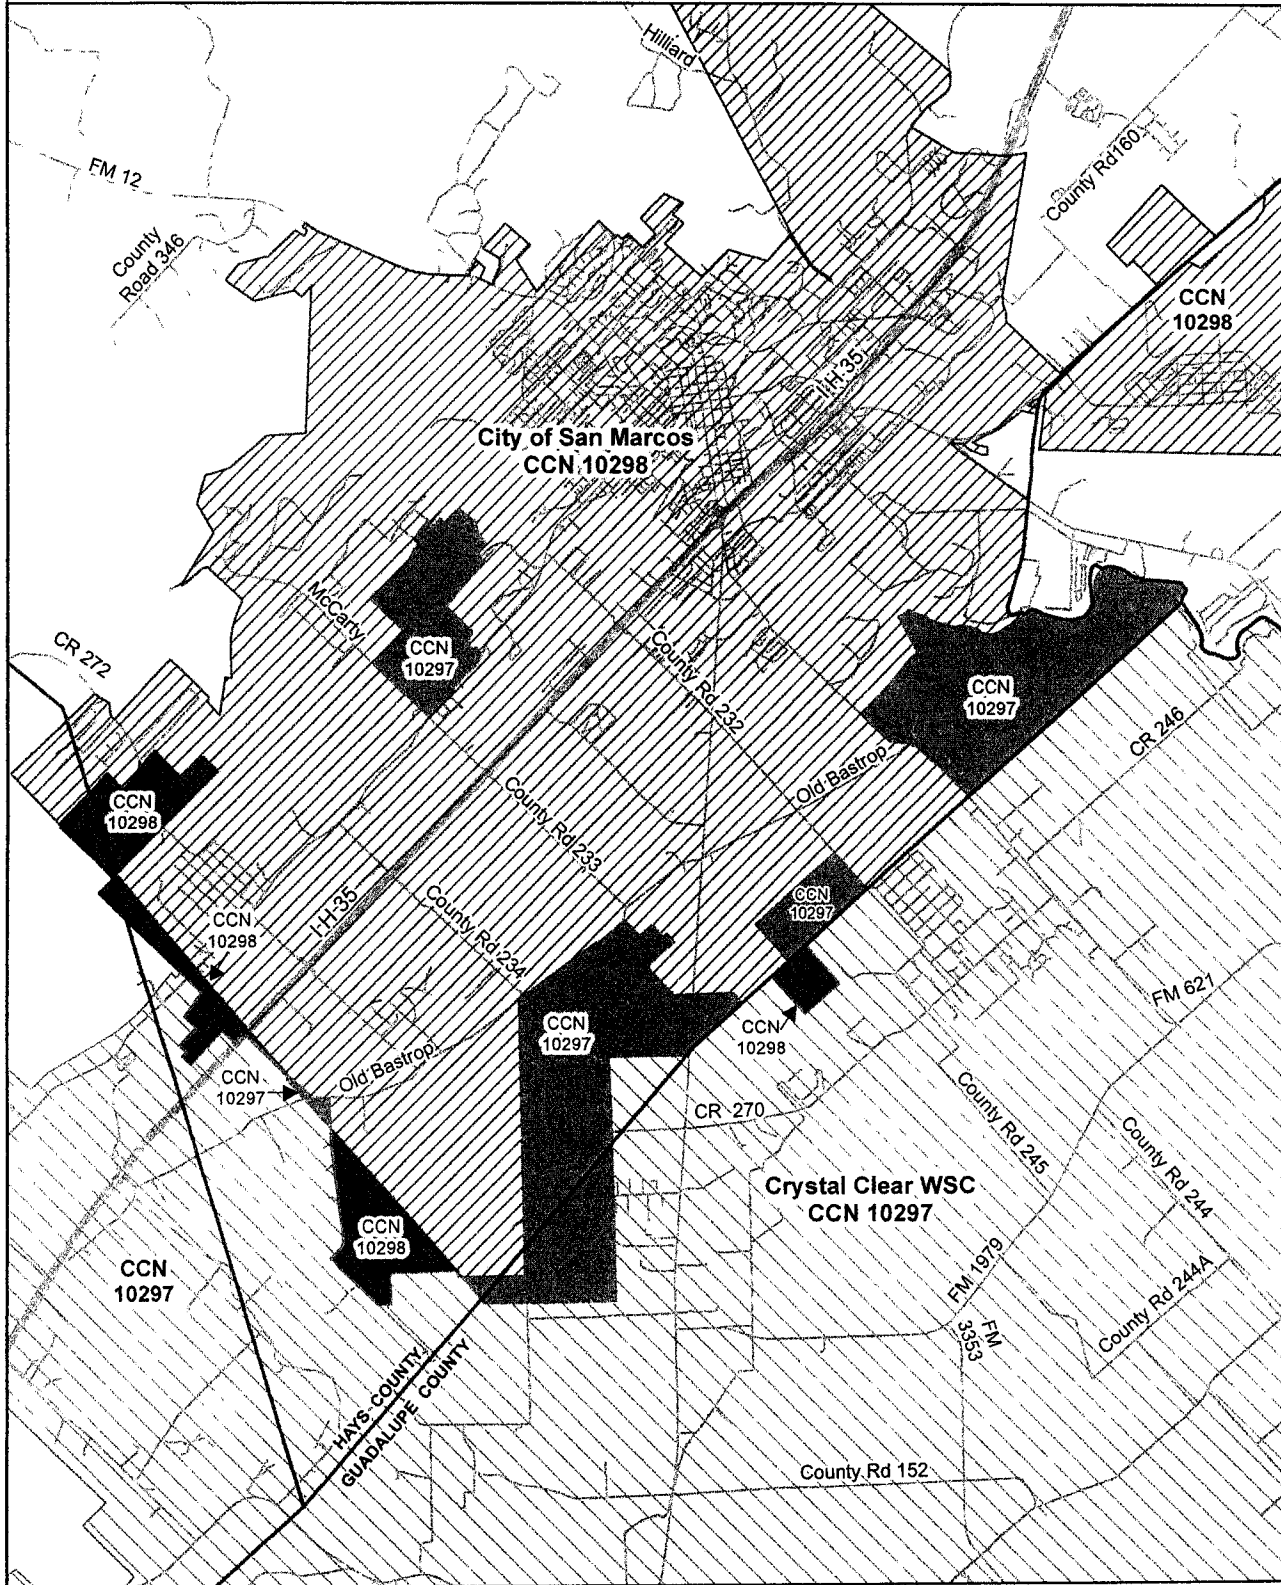 Hilliard
FM 12
County Rd160
County
Road 346
CCN
10298
I H 35
City of San Marcos
CCN 10298
McCarty
CCN
10297
CR 272
County Rd 232
CCN
10297
CR 246
Old Bastrop
CCN
10298
County Rd 233
CCN
10297
I H 35
County Rd 234
CCN
10298
FM 621
CCN
10297
CCN
10298
Old Bastrop
CCN
10297
CR 270
County Rd 245
County Rd 244
Crystal Clear WSC
CCN 10297
CCN
10298
CCN
10297
FM 1979
County Rd 244A
FM
3353
HAYS COUNTY
GUADALUPE COUNTY
County Rd 152